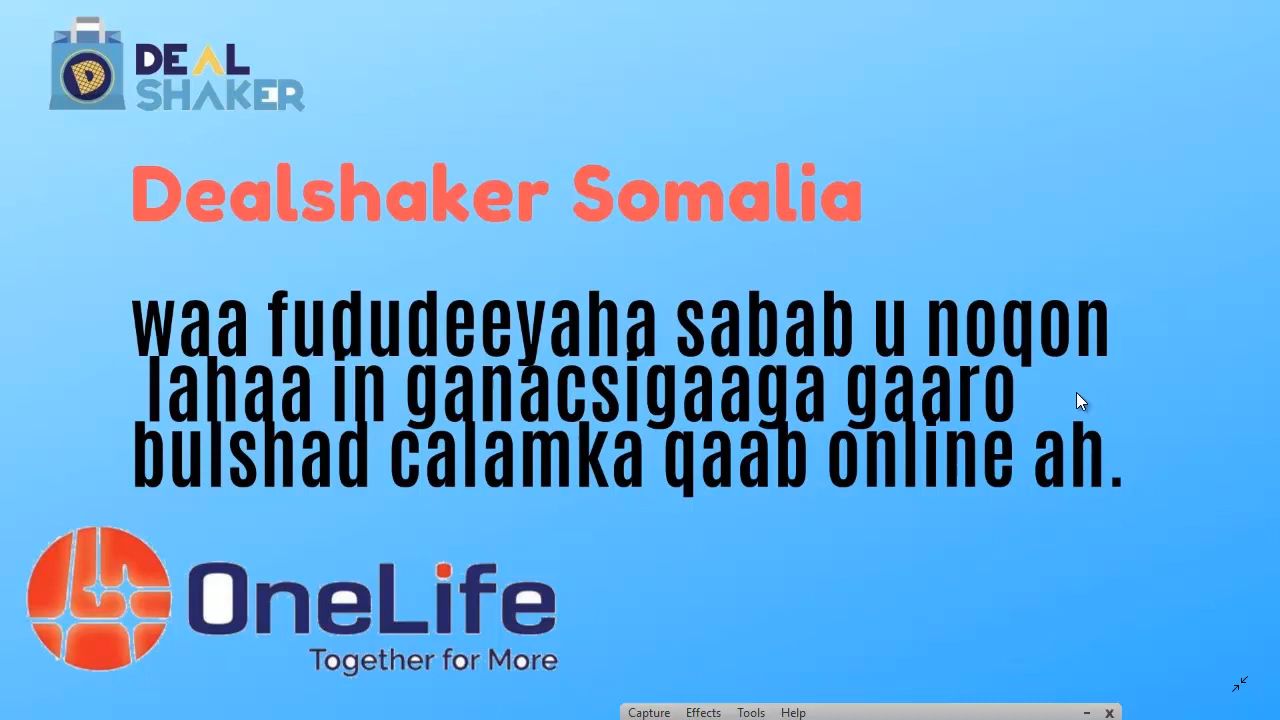 DEAL
SHAKER
Dealshaker Somalia
waa fududeeyaha sabab u noqon
lahaa in ganacsigaaga gaaro
bulshad calamka qaab online ah.
OneLife
Together for More
Capture Effects Tools Help